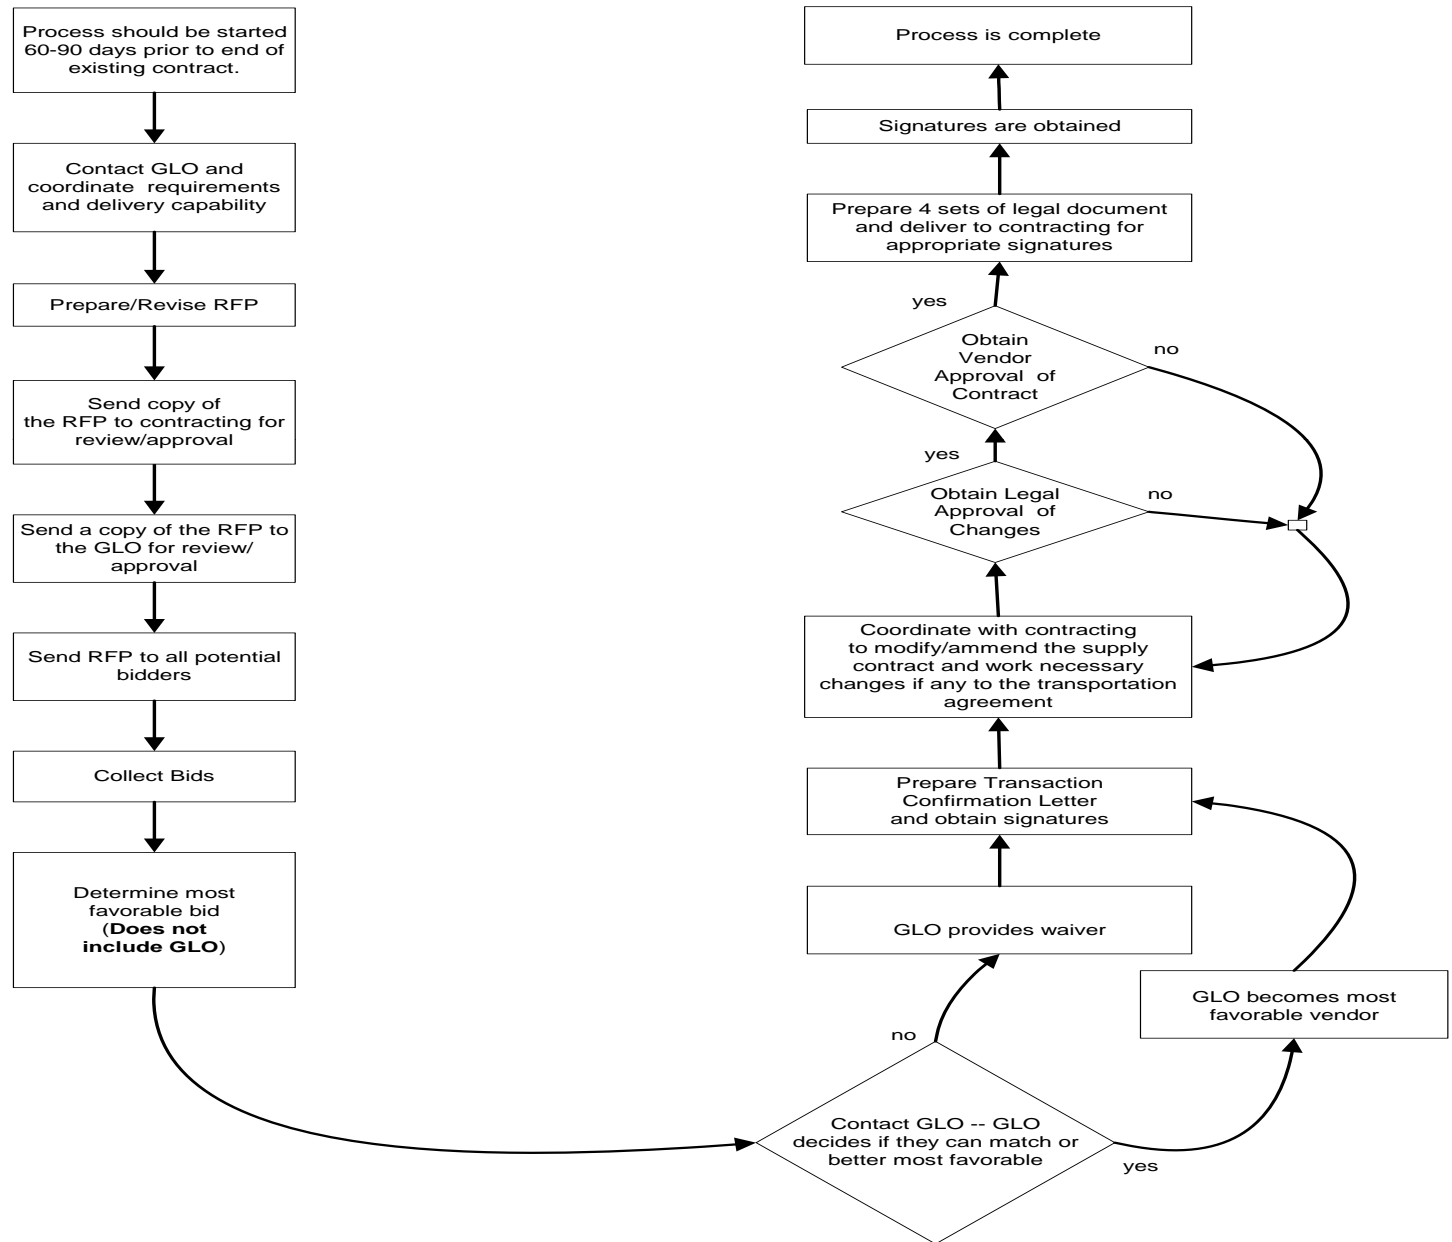 Process should be started
60-90 days prior to end of
existing contract.
Contact GLO and
coordinate requirements
and delivery capability
Prepare/Revise RFP
Send copy of
the RFP to contracting for
review/approval
Send a copy of the RFP to
the GLO for review/
approval
Send RFP to all potential
bidders
Collect Bids
Determine most
favorable bid
(Does not
include GLO)
Contact GLO -- GLO
decides if they can match or
better most favorable
no
yes
GLO provides waiver
GLO becomes most
favorable vendor
Prepare Transaction
Confirmation Letter
and obtain signatures
Coordinate with contracting
to modify/ammend the supply
contract and work necessary
changes if any to the transportation
agreement
Obtain Legal
Approval of
Changes
yes
no
Obtain
Vendor
Approval of
Contract
yes
no
Prepare 4 sets of legal document
and deliver to contracting for
appropriate signatures
Signatures are obtained
Process is complete